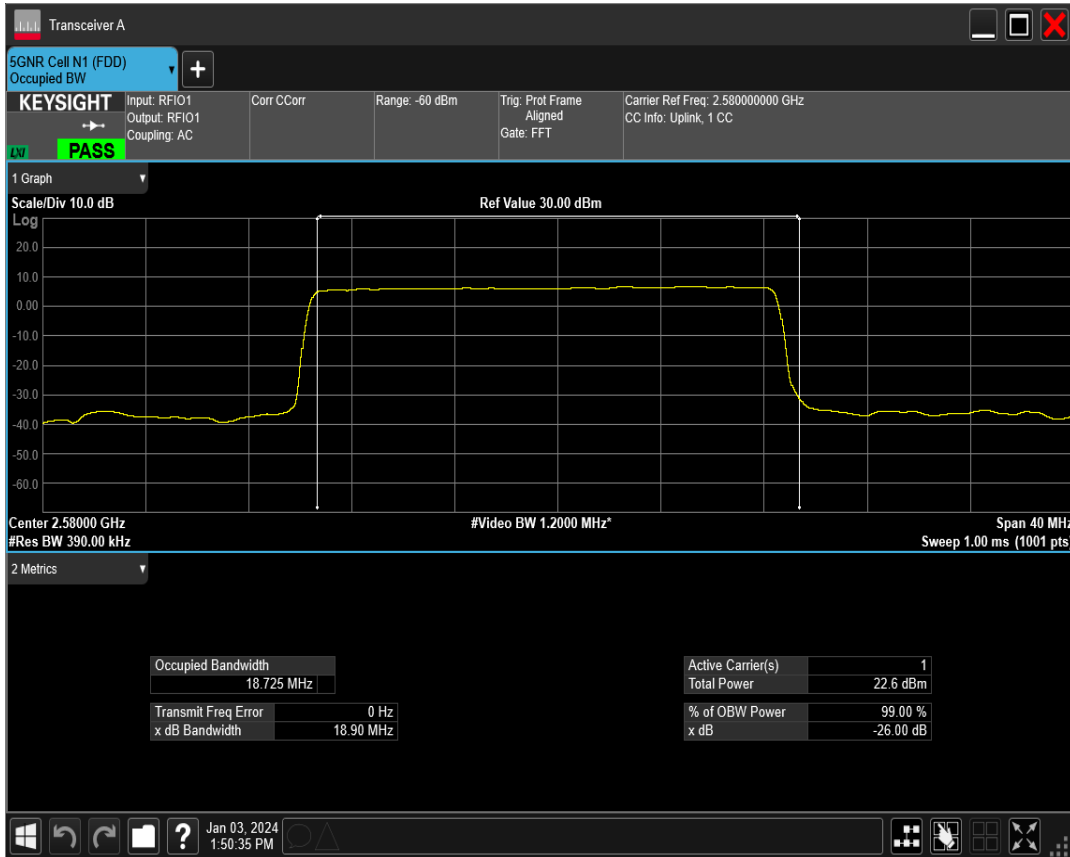 Transceiver A
5GNR Cell N1 (FDD)
Occupied BW
+
KEYSIGHT
LXI
PASS
Input: RFIO1
Output: RFIO1
Coupling: AC
Corr CCorr
Range: -60 dBm
Trig: Prot Frame
Aligned
Gate: FFT
Carrier Ref Freq: 2.580000000 GHz
CC Info: Uplink, 1 CC
1 Graph
Scale/Div 10.0 dB
Ref Value 30.00 dBm
Log
20.0
10.0
0.00
-10.0
-20.0
-30.0
-40.0
-50.0
-60.0
Center 2.58000 GHz
#Video BW 1.2000 MHz*
Span 40 MHz
#Res BW 390.00 kHz
Sweep 1.00 ms (1001 pts)
2 Metrics
Occupied Bandwidth
18.725 MHz
Transmit Freq Error 0 Hz
x dB Bandwidth 18.90 MHz
Active Carrier(s) 1
Total Power 22.6 dBm
% of OBW Power 99.00 %
x dB -26.00 dB
?
Jan 03, 2024
1:50:35 PM